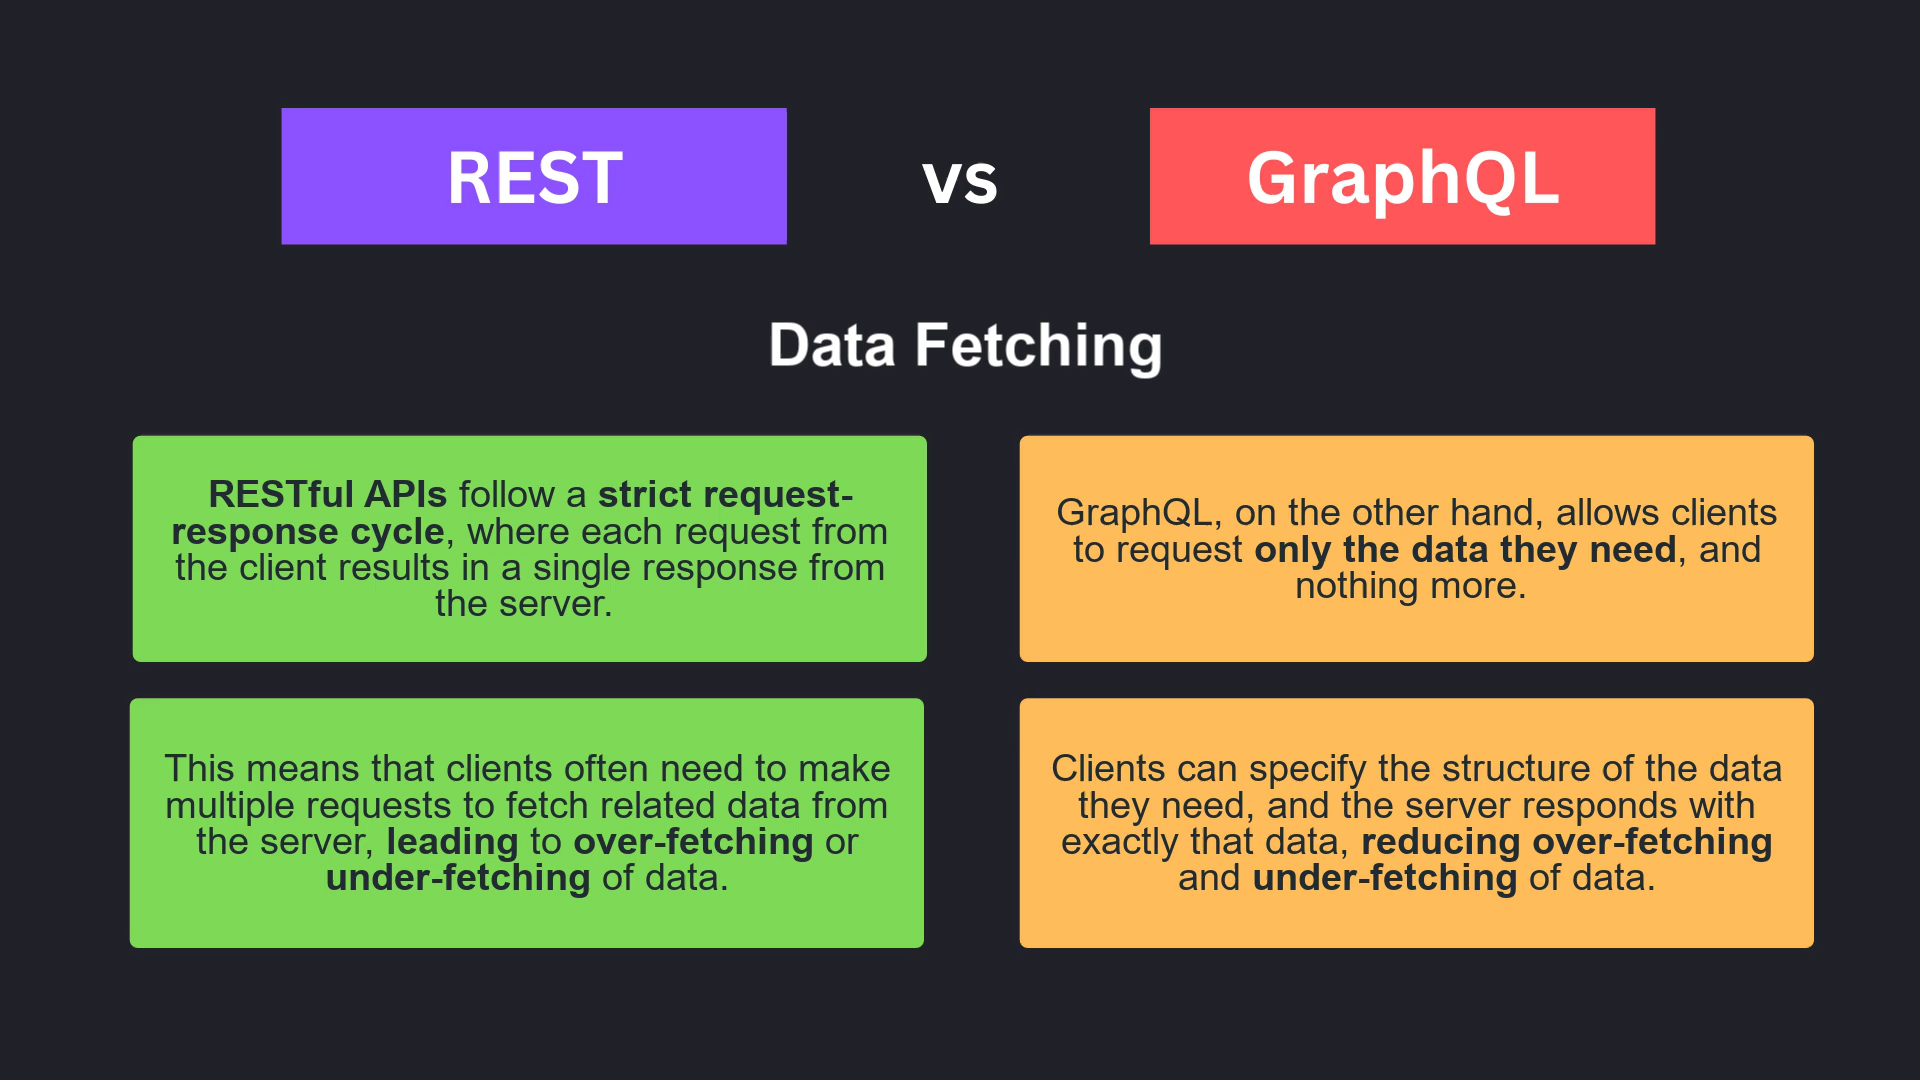 REST vs GraphQL
Data Fetching
RESTful APIs follow a strict request-
response cycle, where each request from
the client results in a single response from
the server.
GraphQL, on the other hand, allows clients
to request only the data they need, and
nothing more.
This means that clients often need to make
multiple requests to fetch related data from
the server, leading to over-fetching or
under-fetching of data.
Clients can specify the structure of the data
they need, and the server responds with
exactly that data, reducing over-fetching
and under-fetching of data.